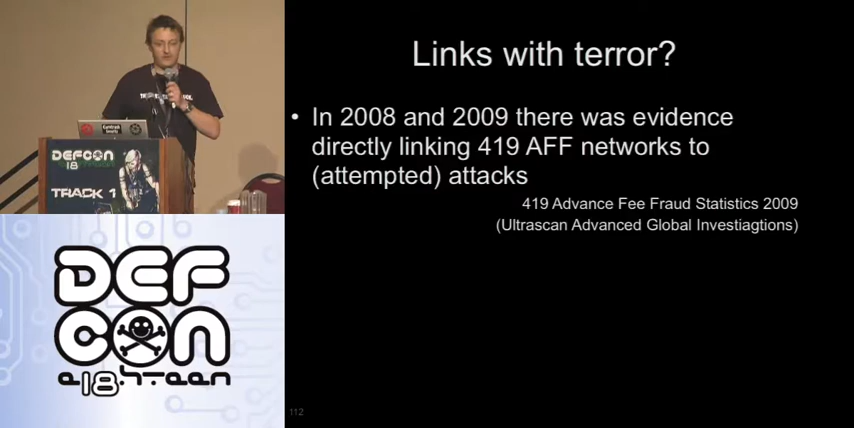 Links with terror?
• In 2008 and 2009 there was evidence
directly linking 419 AFF networks to
(attempted) attacks
419 Advance Fee Fraud Statistics 2009
(Ultrascan Advanced Global Investiagtions)
112
DEFCON
18
TRACK 1
DEF
CON